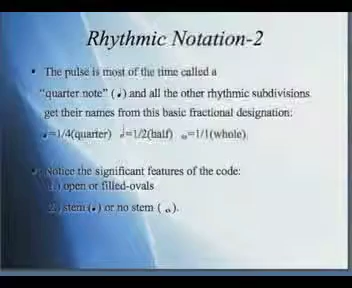 Rhythmic Notation-2
• The pulse is most of the time called a
“quarter note” (♩) and all the other rhythmic subdivisions
get their names from this basic fractional designation:
♩=1/4(quarter) 𝅗𝅥=1/2(half) 𝅝=1/1(whole).
• Notice the significant features of the code:
1.) open or filled-ovals
2.) stem (♩) or no stem ( 𝅝 ).